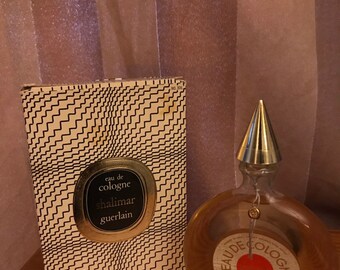 eau de
cologne
shalimar
guerlain
EAU DE COLOGNE